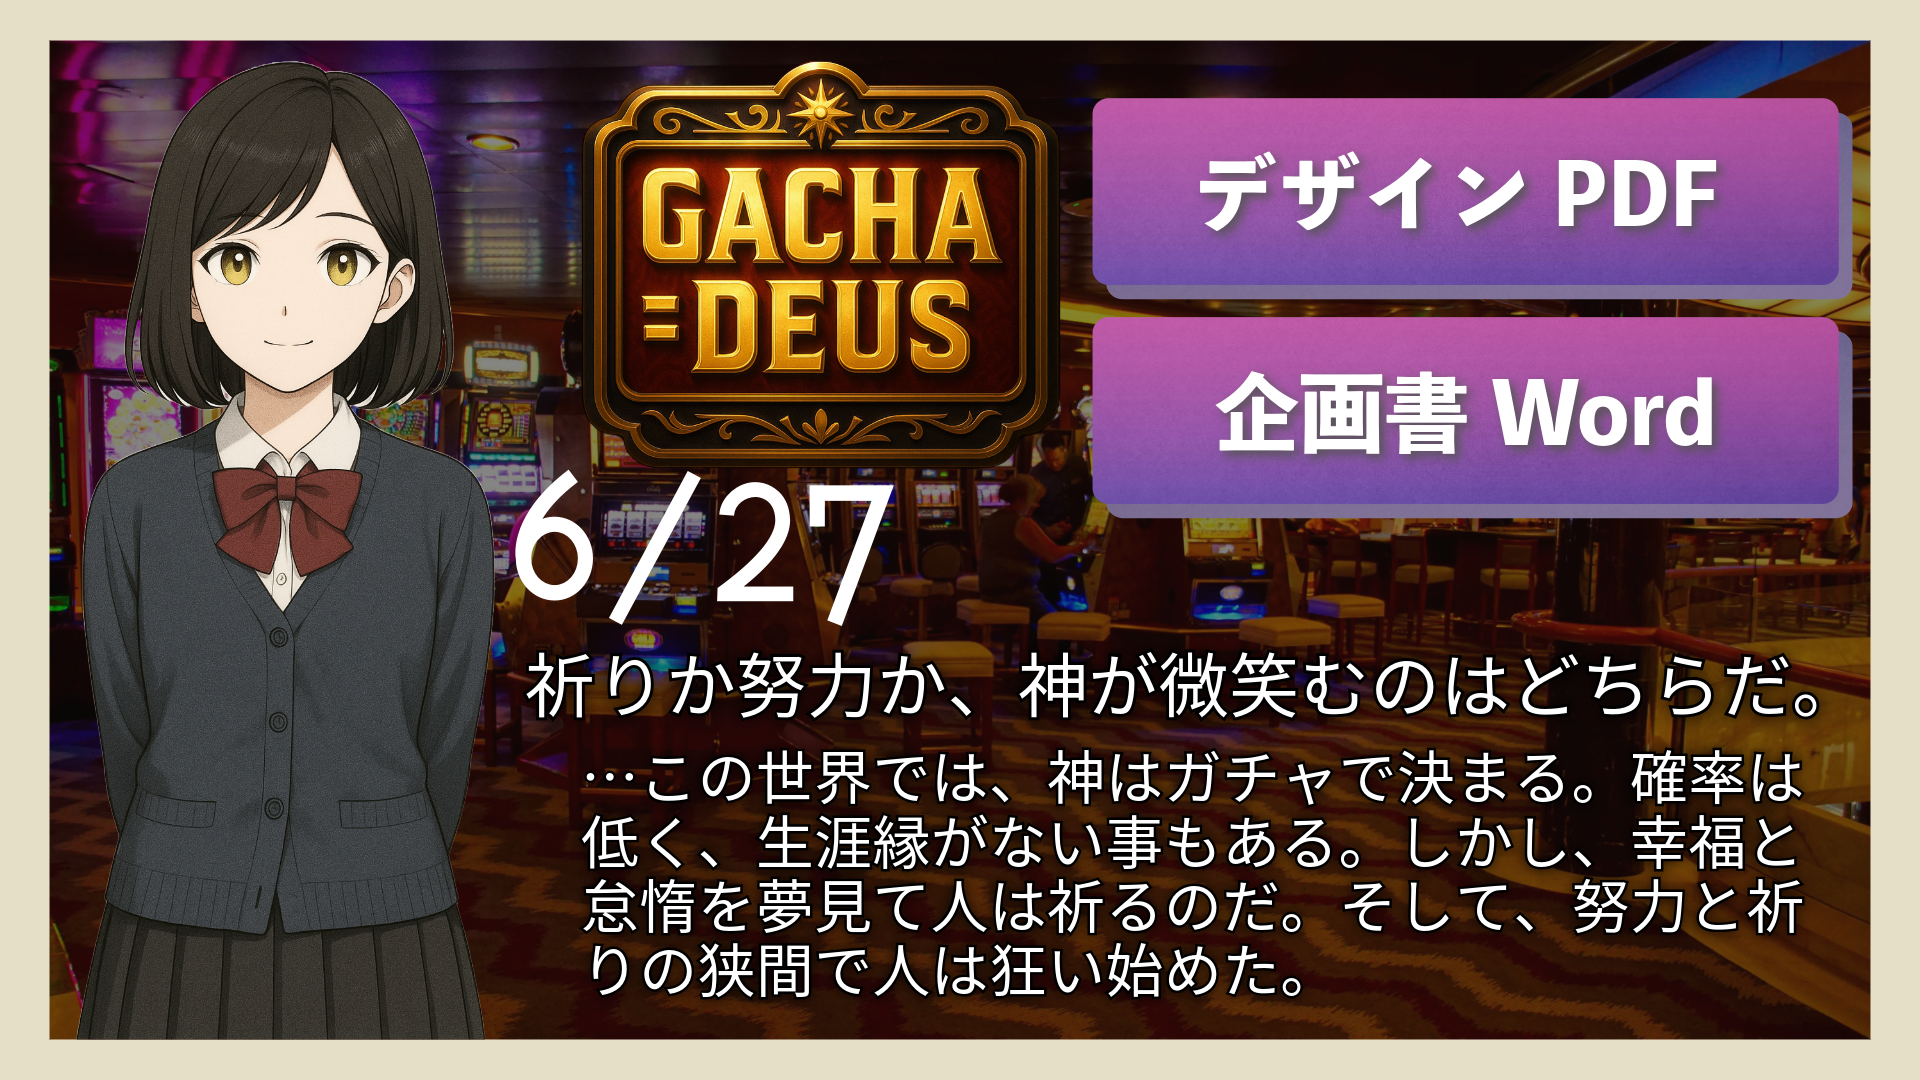 GACHA
=DEUS
デザイン PDF
企画書 Word
6/27
祈りか努力か、神が微笑むのはどちらだ。
…この世界では、神はガチャで決まる。確率は
低く、生涯縁がない事もある。しかし、幸福と
怠惰を夢見て人は祈るのだ。そして、努力と祈
りの狭間で人は狂い始めた。